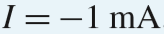 I = −1 mA